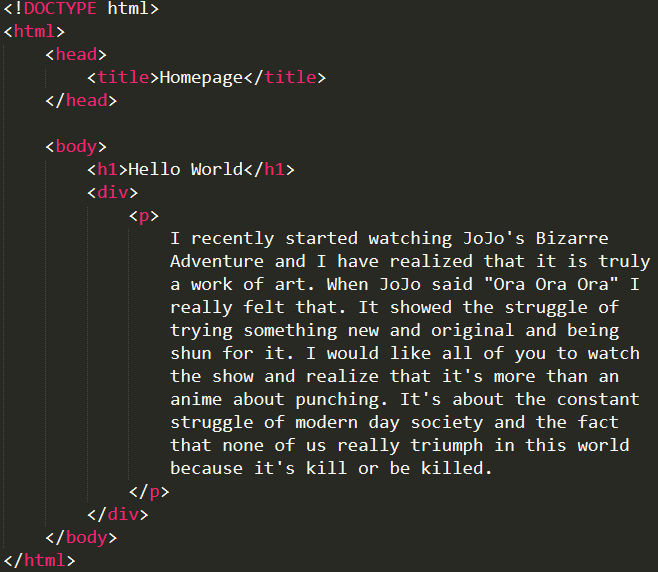 <!DOCTYPE html>
<html>
    <head>
        <title>Homepage</title>
    </head>

    <body>
        <h1>Hello World</h1>
        <div>
            <p>
                I recently started watching JoJo's Bizarre
                Adventure and I have realized that it is truly
                a work of art. When JoJo said "Ora Ora Ora" I
                really felt that. It showed the struggle of
                trying something new and original and being
                shun for it. I would like all of you to watch
                the show and realize that it's more than an
                anime about punching. It's about the constant
                struggle of modern day society and the fact
                that none of us really triumph in this world
                because it's kill or be killed.
            </p>
        </div>
    </body>
</html>